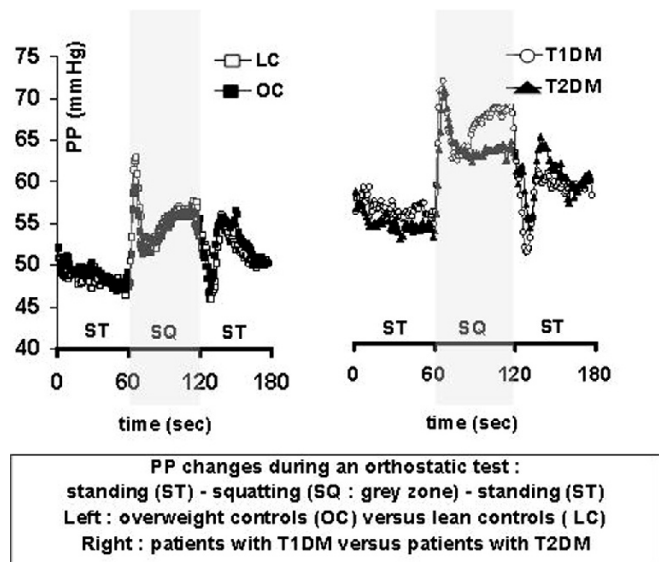 75
70
65
60
55
50
45
40
PP (mmHg)
LC
OC
ST SQ ST
0 60 120 180
time (sec)
T1DM
T2DM
ST SQ ST
0 60 120 180
time (sec)
PP changes during an orthostatic test :
standing (ST) - squatting (SQ : grey zone) - standing (ST)
Left : overweight controls (OC) versus lean controls ( LC)
Right : patients with T1DM versus patients with T2DM